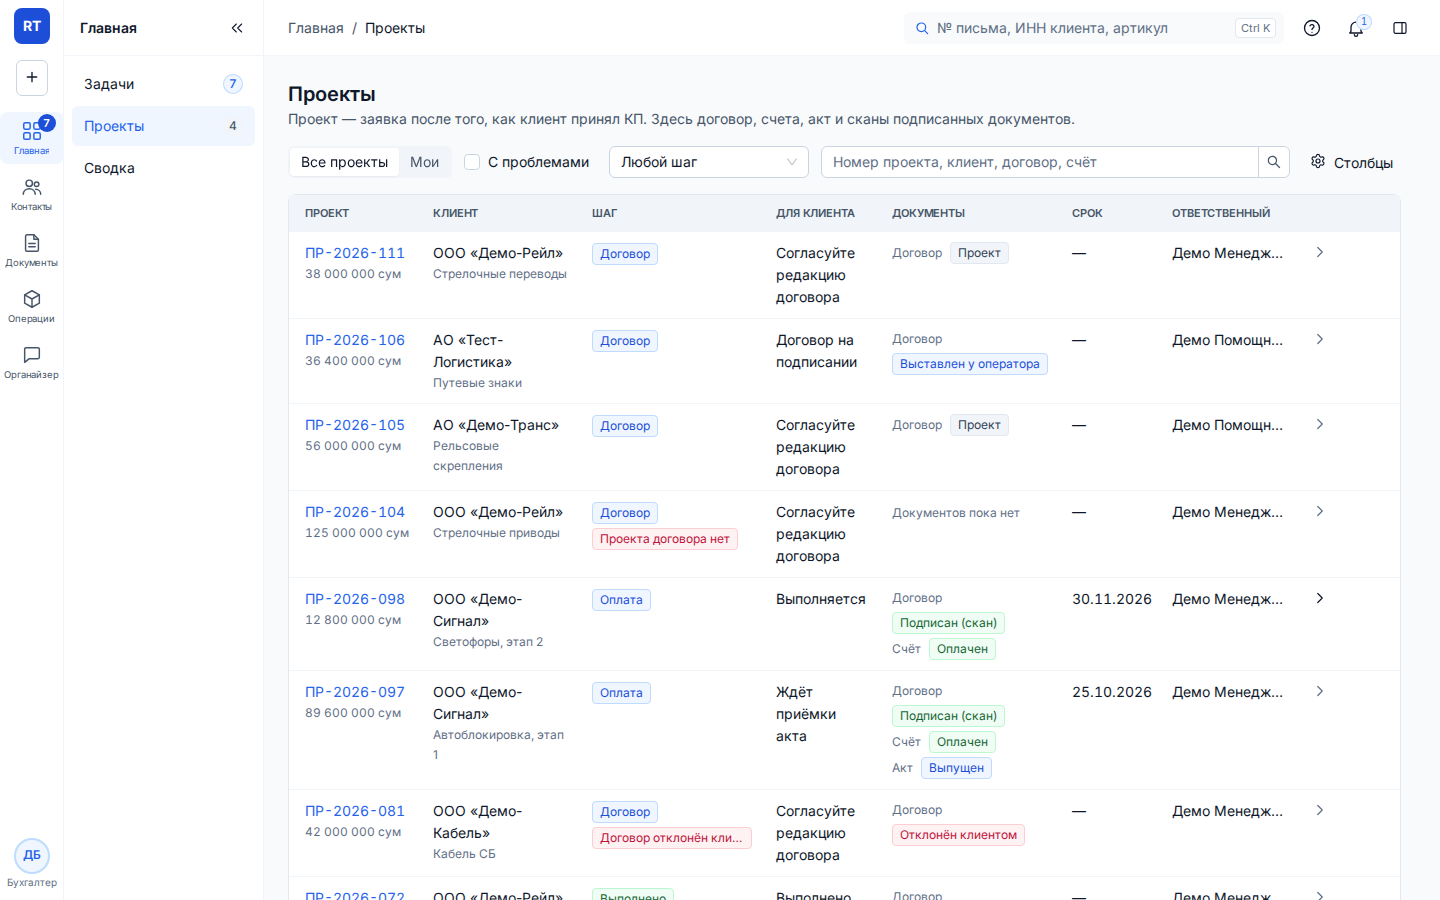 RT
Главная
Главная / Проекты
№ письма, ИНН клиента, артикул
Ctrl K
1
Задачи
7
Проекты
4
Сводка
7
Главная
Контакты
Документы
Операции
Органайзер
ДБ
Бухгалтер
Проекты
Проект — заявка после того, как клиент принял КП. Здесь договор, счета, акт и сканы подписанных документов.
Все проекты
Мои
С проблемами
Любой шаг
Номер проекта, клиент, договор, счёт
Столбцы
ПРОЕКТ КЛИЕНТ ШАГ ДЛЯ КЛИЕНТА ДОКУМЕНТЫ СРОК ОТВЕТСТВЕННЫЙ
ПР-2026-111
38 000 000 сум
ООО «Демо-Рейл»
Стрелочные переводы
Договор
Согласуйте
редакцию
договора
Договор Проект
—
Демо Менедж...
ПР-2026-106
36 400 000 сум
АО «Тест-
Логистика»
Путевые знаки
Договор
Договор на
подписании
Договор
Выставлен у оператора
—
Демо Помощн...
ПР-2026-105
56 000 000 сум
АО «Демо-Транс»
Рельсовые
скрепления
Договор
Согласуйте
редакцию
договора
Договор Проект
—
Демо Помощн...
ПР-2026-104
125 000 000 сум
ООО «Демо-Рейл»
Стрелочные приводы
Договор
Проекта договора нет
Согласуйте
редакцию
договора
Документов пока нет
—
Демо Менедж...
ПР-2026-098
12 800 000 сум
ООО «Демо-
Сигнал»
Светофоры, этап 2
Оплата
Выполняется
Договор
Подписан (скан)
Счёт Оплачен
30.11.2026
Демо Менедж...
ПР-2026-097
89 600 000 сум
ООО «Демо-
Сигнал»
Автоблокировка, этап
1
Оплата
Ждёт
приёмки
акта
Договор
Подписан (скан)
Счёт Оплачен
Акт Выпущен
25.10.2026
Демо Менедж...
ПР-2026-081
42 000 000 сум
ООО «Демо-
Кабель»
Кабель СБ
Договор
Договор отклонён кли...
Согласуйте
редакцию
договора
Договор
Отклонён клиентом
—
Демо Менедж...
ПР-2026-072
ООО «Демо-Рейл»
Выполнено
Выполнено
Договор
—
Демо Менедж...